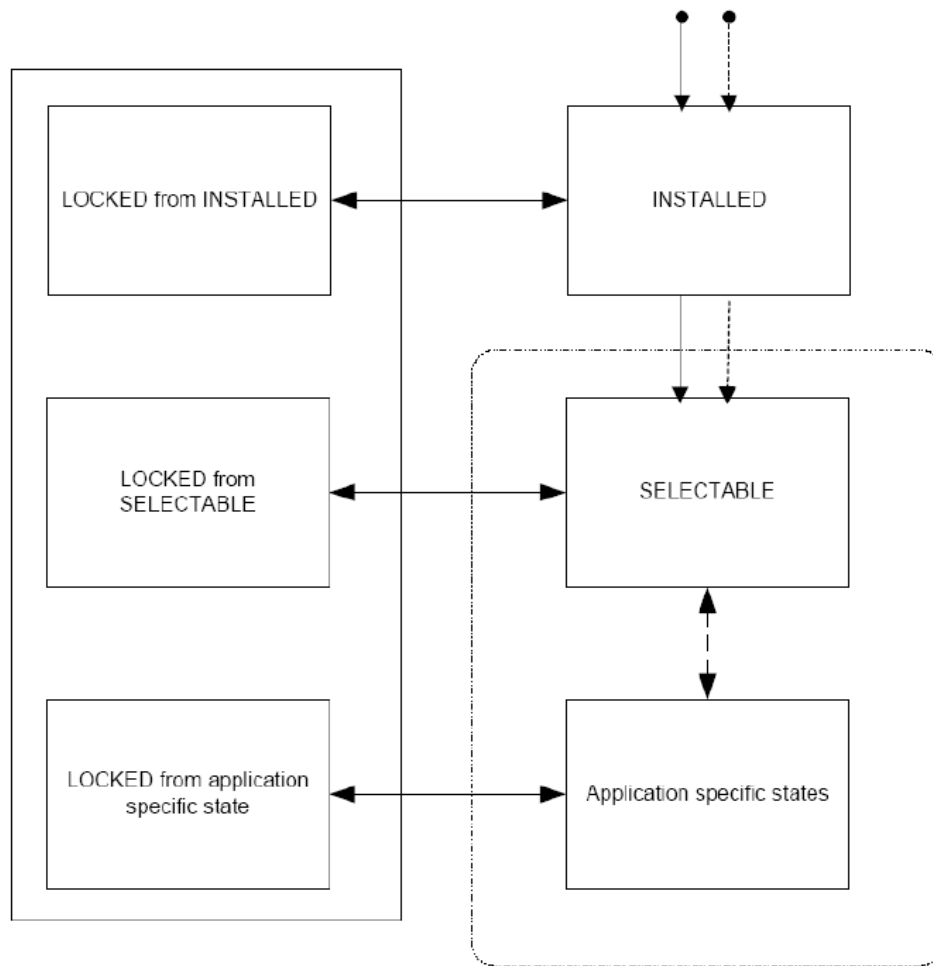 LOCKED from INSTALLED
INSTALLED
LOCKED from
SELECTABLE
SELECTABLE
LOCKED from application
specific state
Application specific states